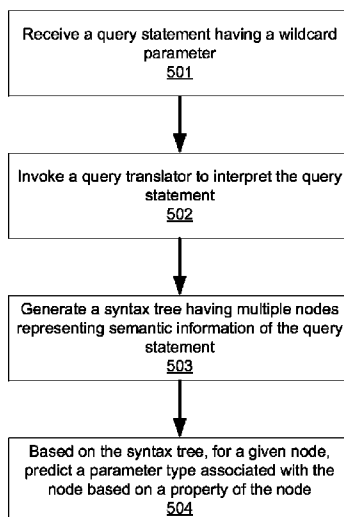 Receive a query statement having a wildcard
parameter
501
Invoke a query translator to interpret the query
statement
502
Generate a syntax tree having multiple nodes
representing semantic information of the query
statement
503
Based on the syntax tree, for a given node,
predict a parameter type associated with the
node based on a property of the node
504